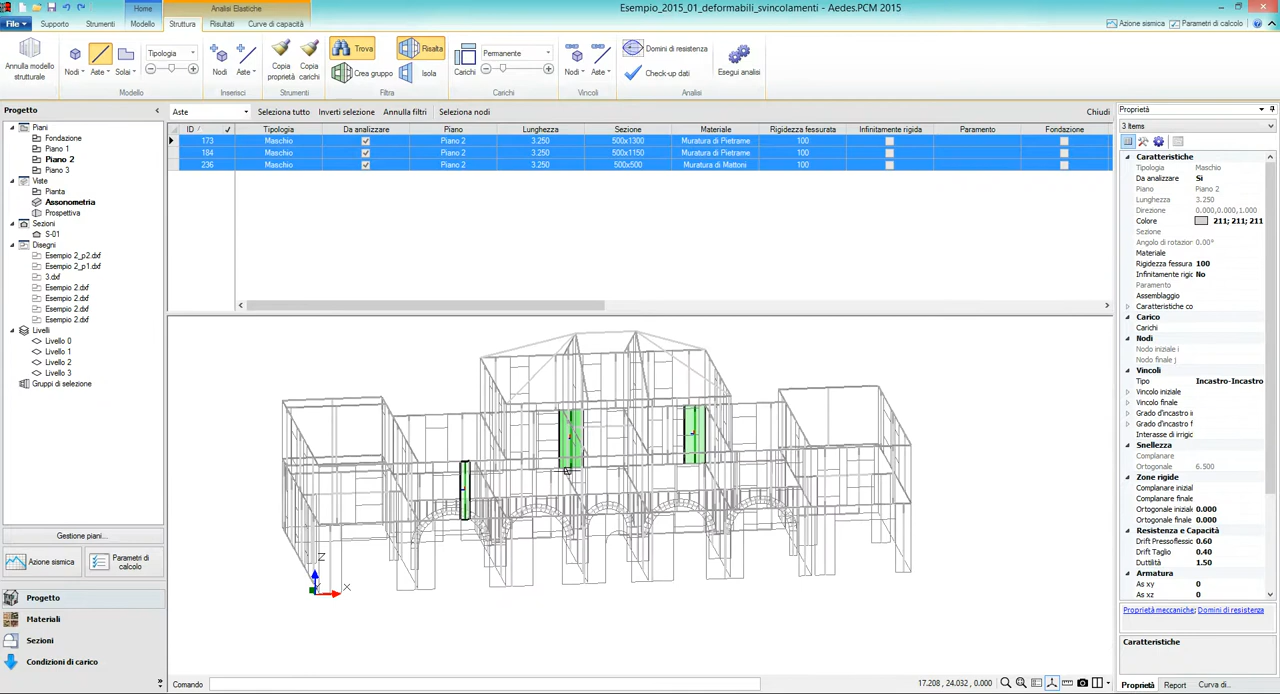 Esempio_2015_01_deformabili_svincolamenti - Aedes.PCM 2015
Home
Analisi Elastiche
File
Supporto
Strumenti
Modello
Struttura
Risultati
Curva di capacità
Azione sismica
Parametri di calcolo
Annulla modello strutturale
Nodi
Aste
Solai
Tipologia
Modello
Nodi
Aste
Inserisci
Copia proprietà
Copia carichi
Strumenti
Trova
Crea gruppo
Risalta
Isola
Filtra
Carichi
Permanente
Carichi
Nodi
Aste
Vincoli
Domini di resistenza
Check-up dati
Esegui analisi
Analisi
Progetto
Piani
Fondazione
Piano 1
Piano 2
Piano 3
Viste
Pianta
Assonometria
Prospettiva
Sezioni
S-01
Disegni
Esempio 2_p2.dxf
Esempio 2_p1.dxf
3.dxf
Esempio 2.dxf
Esempio 2.dxf
Esempio 2.dxf
Esempio 2.dxf
Livelli
Livello 0
Livello 1
Livello 2
Livello 3
Gruppi di selezione
Gestione piani...
Azione sismica
Parametri di calcolo
Progetto
Materiali
Sezioni
Condizioni di carico
Aste
Seleziona tutto
Inverti selezione
Annulla filtri
Seleziona nodi
Chiudi
ID Tipologia Da analizzare Piano Lunghezza Sezione Materiale Rigidezza fessurata Infinitamente rigida Paramento Fondazione
173 Maschio Piano 2 3.250 500x1300 Muratura di Pietrame 100
184 Maschio Piano 2 3.250 500x1150 Muratura di Pietrame 100
236 Maschio Piano 2 3.250 500x500 Muratura di Mattoni 100
Z
X
Comando
17.208, 24.032, 0.000
Proprietà
3 Items
Caratteristiche
Tipologia Maschio
Da analizzare Sì
Piano Piano 2
Lunghezza 3.250
Direzione 0.000,0.000,1.000
Colore 211; 211; 211
Sezione
Angolo di rotazior 0.00°
Materiale
Rigidezza fessura 100
Infinitamente rigic No
Paramento
Assemblaggio
Caratteristiche co
Carico
Carichi
Nodi
Nodo iniziale i
Nodo finale j
Vincoli
Tipo Incastro-Incastro
Vincolo iniziale
Vincolo finale
Grado d'incastro i
Grado d'incastro f
Interasse di irrigic
Snellezza
Complanare
Ortogonale 6.500
Zone rigide
Complanare inizial
Complanare finale
Ortogonale iniziale 0.000
Ortogonale finale 0.000
Resistenza e Capacità
Drift Pressoflessic 0.60
Drift Taglio 0.40
Duttilità 1.50
Armatura
As xy 0
As xz 0
Proprietà meccaniche; Domini di resistenza
Caratteristiche
Proprietà
Report
Curva di...